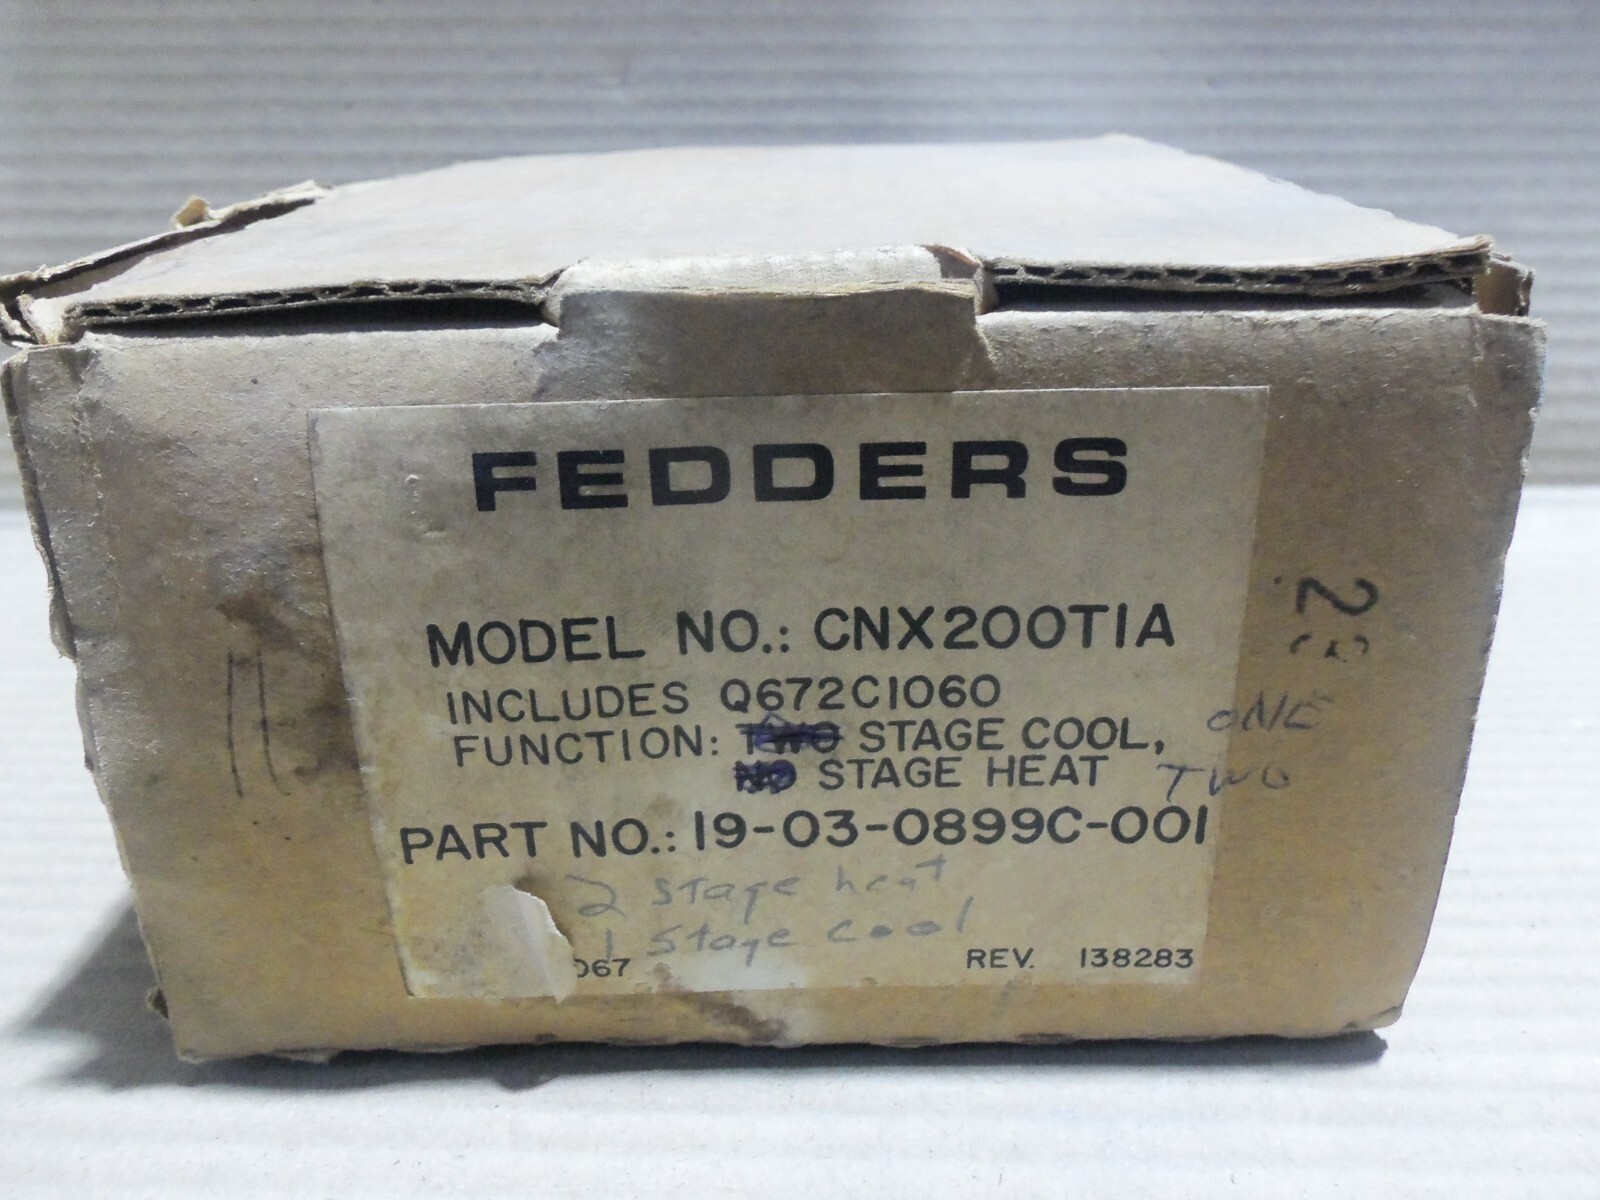 FEDDERS
MODEL NO.: CNX200T1A
INCLUDES Q672C1060
FUNCTION: TWO STAGE COOL, ONE
NO STAGE HEAT TWO
PART NO.: 19-03-0899C-001
2 stage heat
1 stage cool
067 REV. 138283